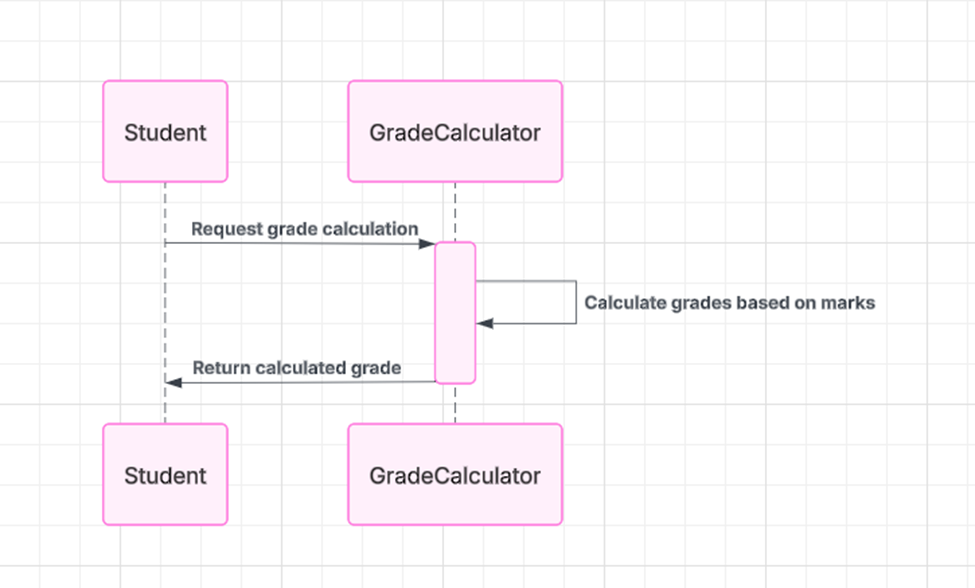 Student
GradeCalculator
Request grade calculation
Calculate grades based on marks
Return calculated grade
Student
GradeCalculator